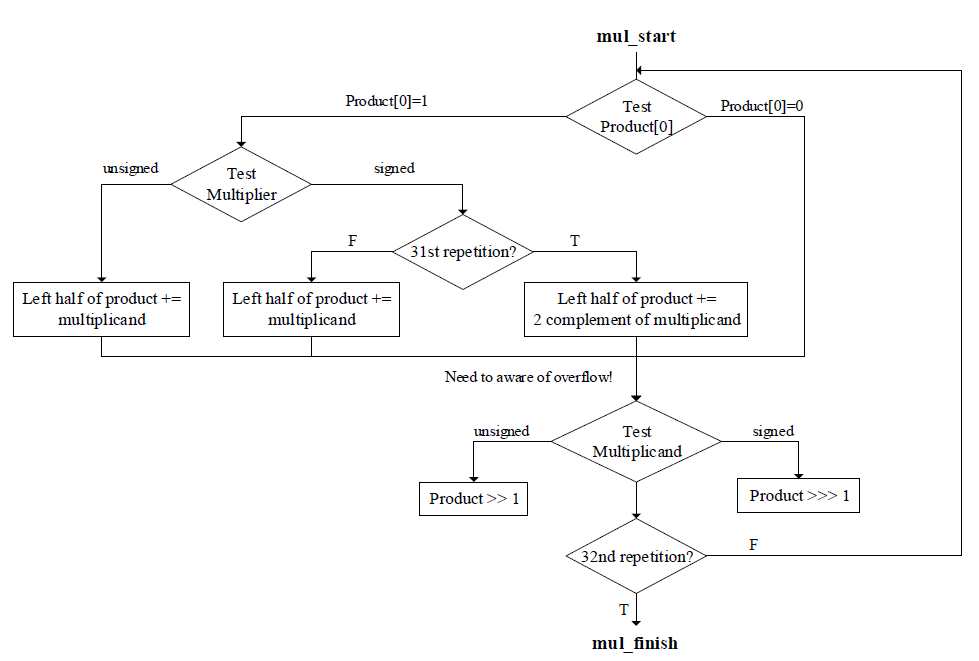 mul_start
Product[0]=1
Test
Product[0]
Product[0]=0
unsigned
Test
Multiplier
signed
F
31st repetition?
T
Left half of product +=
multiplicand
Left half of product +=
multiplicand
Left half of product +=
2 complement of multiplicand
Need to aware of overflow!
unsigned
Test
Multiplicand
signed
Product >> 1
Product >>> 1
32nd repetition?
F
T
mul_finish